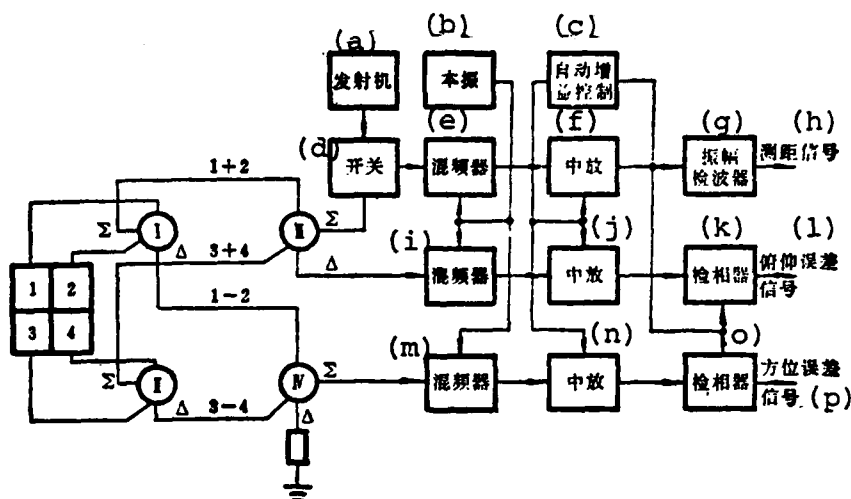 (a)
(b)
(c)
发射机
本振
自动增
益控制
(d)
(e)
(f)
(g)
(h)
开关
混频器
中放
振幅
检波器
测距信号
1+2
Σ
I
Δ
3+4
III
Σ
Δ
(i)
(j)
(k)
(l)
混频器
中放
检相器
俯仰误差
信号
1
2
3
4
1-2
(m)
(n)
o)
Σ
II
Δ
3-4
IV
Σ
Δ
混频器
中放
检相器
方位误差
信号
(p)